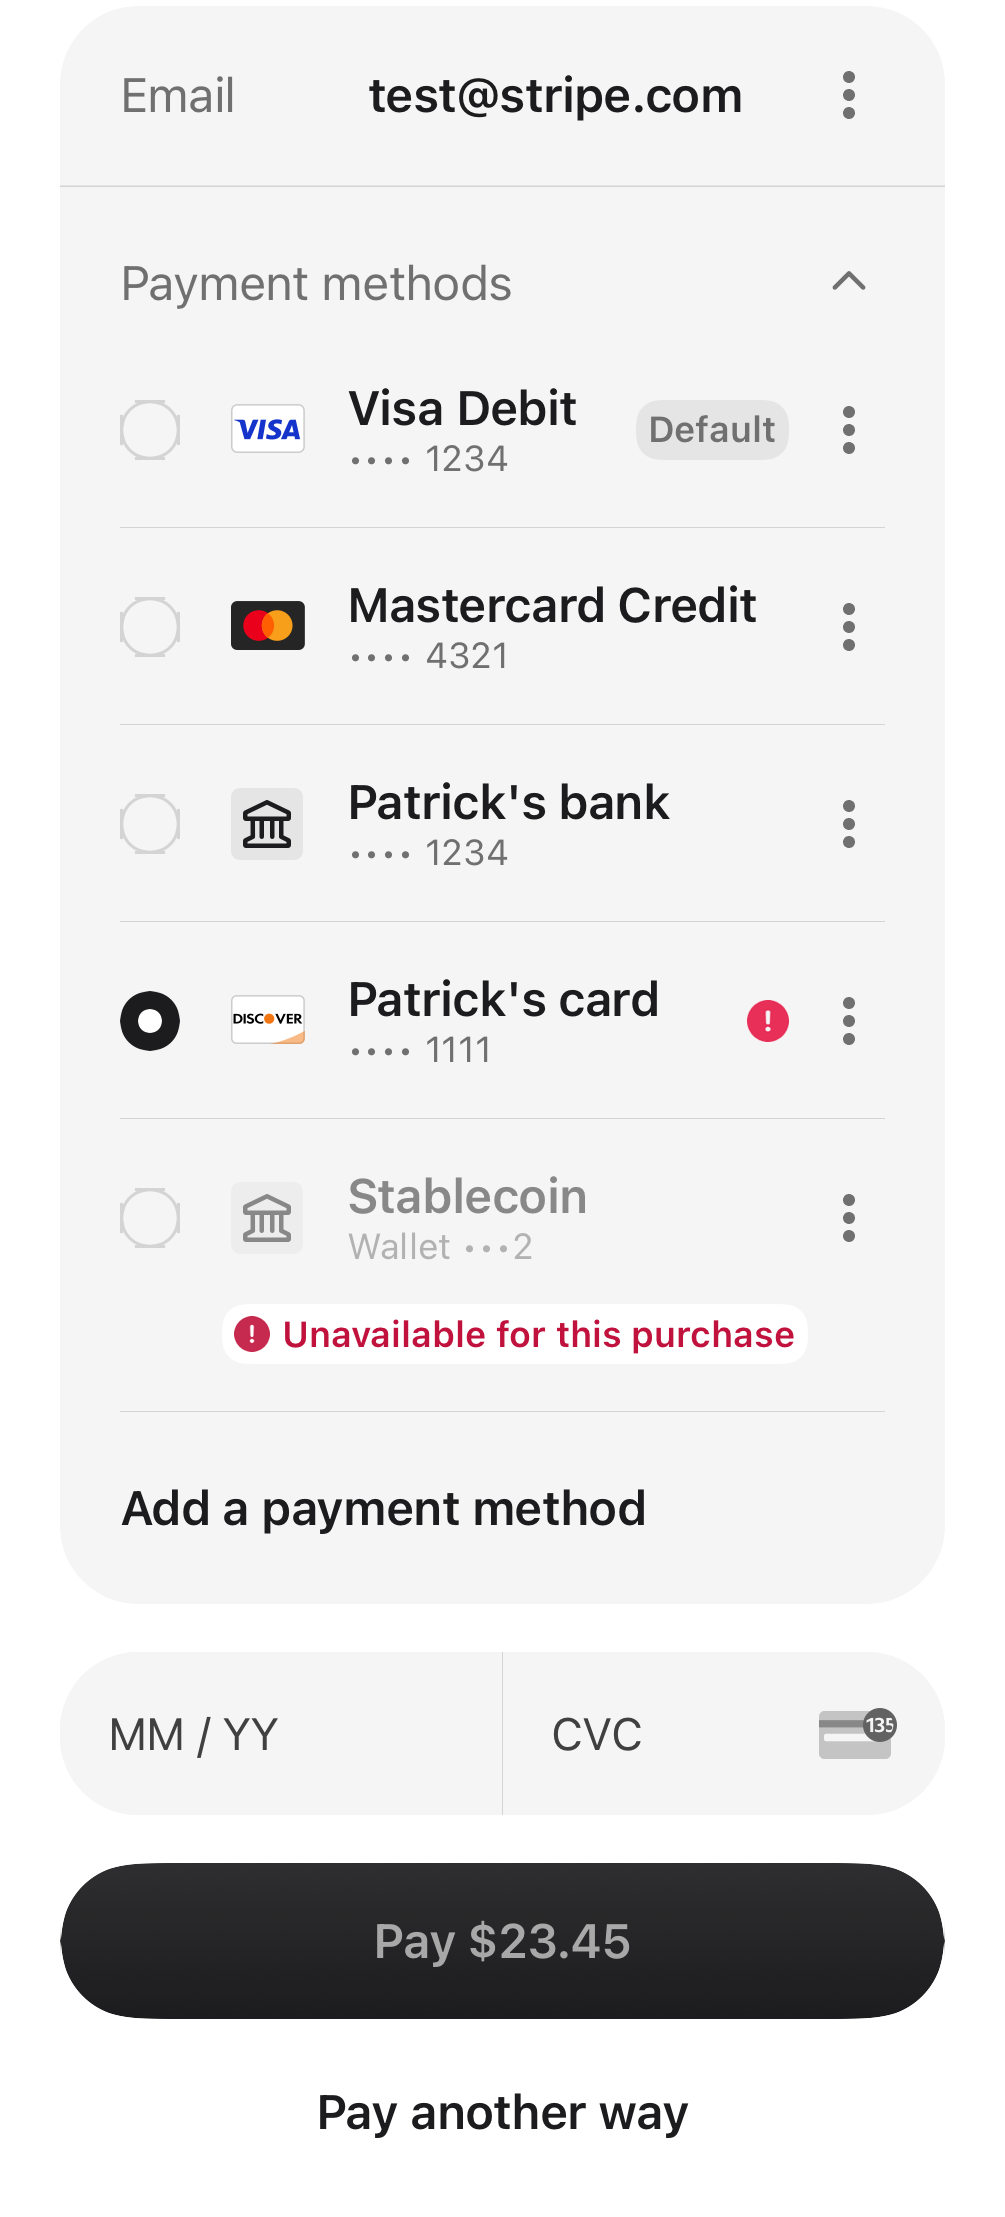 Email test@stripe.com
Payment methods
VISA Visa Debit Default
•••• 1234
Mastercard Credit
•••• 4321
Patrick's bank
•••• 1234
DISCOVER Patrick's card !
•••• 1111
Stablecoin
Wallet •••2
! Unavailable for this purchase
Add a payment method
MM / YY CVC 135
Pay $23.45
Pay another way